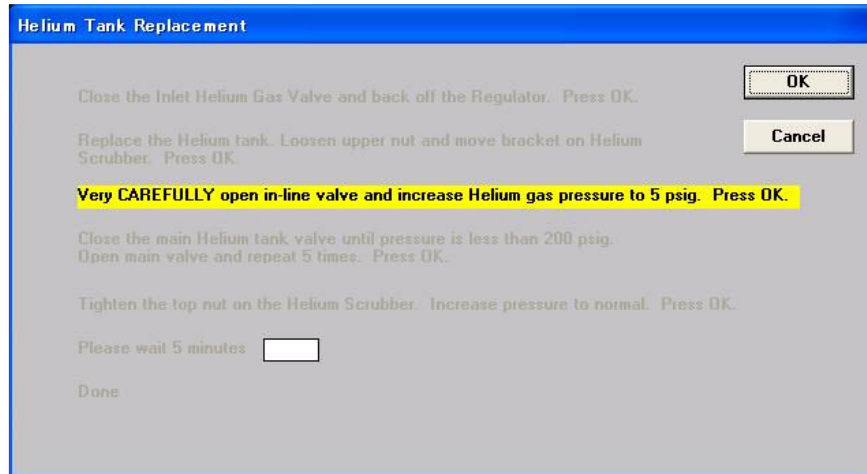 Helium Tank Replacement
OK
Close the Inlet Helium Gas Valve and back off the Regulator. Press OK.
Cancel
Replace the Helium tank. Loosen upper nut and move bracket on Helium
Scrubber. Press OK.
Very CAREFULLY open in-line valve and increase Helium gas pressure to 5 psig. Press OK.
Close the main Helium tank valve until pressure is less than 200 psig.
Open main valve and repeat 5 times. Press OK.
Tighten the top nut on the Helium Scrubber. Increase pressure to normal. Press OK.
Please wait 5 minutes
Done